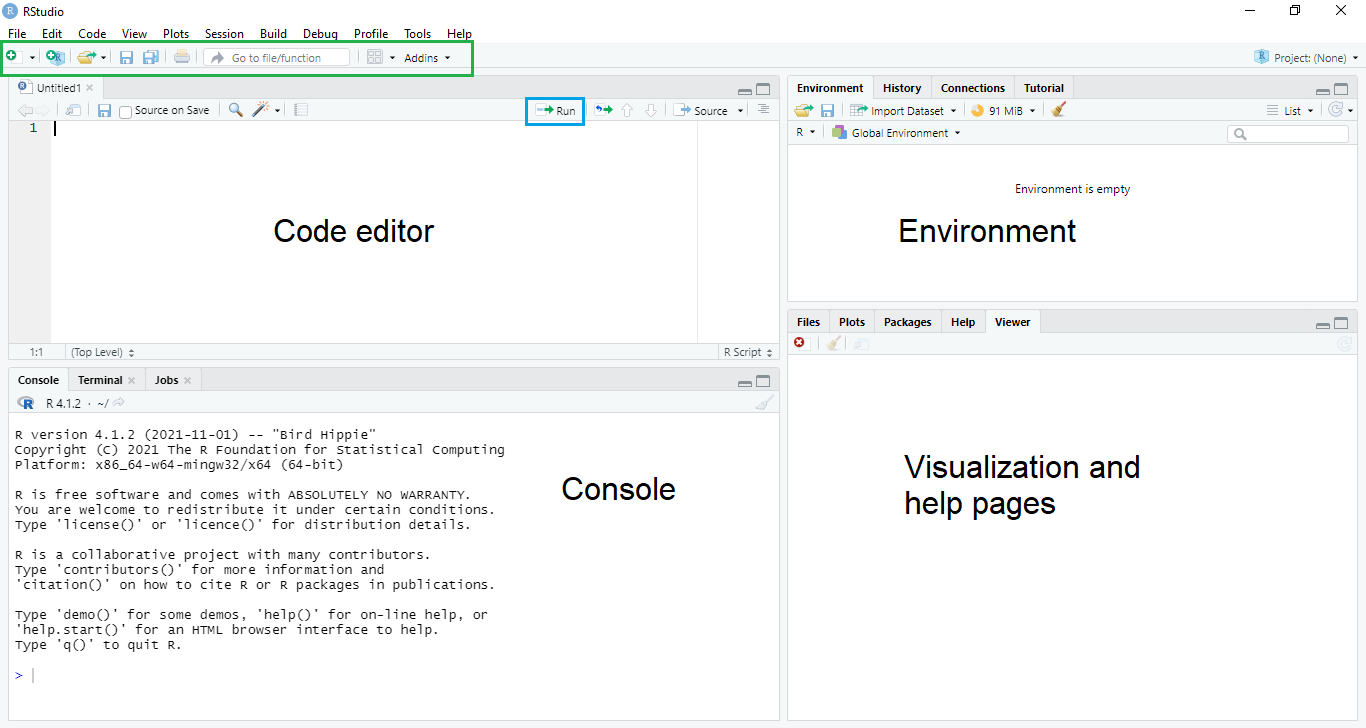 RStudio
File Edit Code View Plots Session Build Debug Profile Tools Help
Go to file/function Addins Project: (None)
Untitled1
Source on Save Run Source
1
Code editor
1:1 (Top Level) R Script
Environment History Connections Tutorial
Import Dataset 91 MiB List
R Global Environment
Environment is empty
Environment
Console Terminal Jobs
R 4.1.2 · ~/
R version 4.1.2 (2021-11-01) -- "Bird Hippie"
Copyright (C) 2021 The R Foundation for Statistical Computing
Platform: x86_64-w64-mingw32/x64 (64-bit)
R is free software and comes with ABSOLUTELY NO WARRANTY.
You are welcome to redistribute it under certain conditions.
Type 'license()' or 'licence()' for distribution details.
R is a collaborative project with many contributors.
Type 'contributors()' for more information and
'citation()' on how to cite R or R packages in publications.
Type 'demo()' for some demos, 'help()' for on-line help, or
'help.start()' for an HTML browser interface to help.
Type 'q()' to quit R.
>
Console
Files Plots Packages Help Viewer
Visualization and
help pages